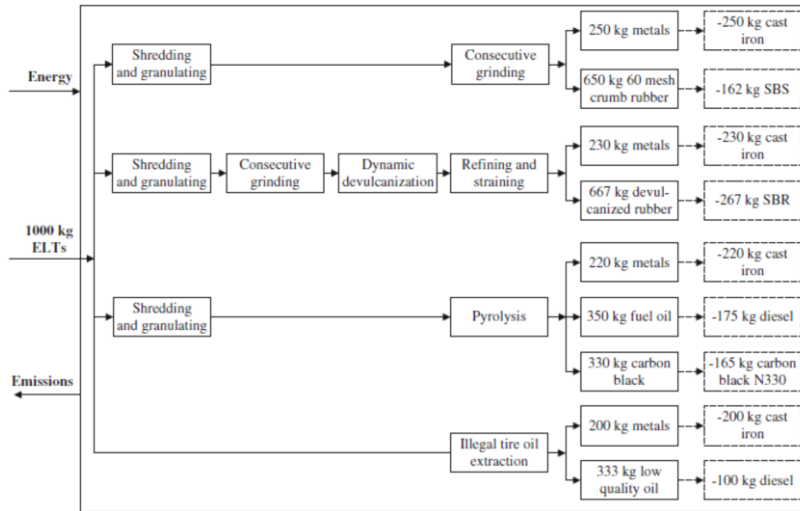 Energy
1000 kg
ELTs
Emissions
Shredding
and granulating
Consecutive
grinding
250 kg metals
-250 kg cast
iron
650 kg 60 mesh
crumb rubber
-162 kg SBS
Shredding
and granulating
Consecutive
grinding
Dynamic
devulcanization
Refining and
straining
230 kg metals
-230 kg cast
iron
667 kg devul-
canized rubber
-267 kg SBR
Shredding
and granulating
Pyrolysis
220 kg metals
-220 kg cast
iron
350 kg fuel oil
-175 kg diesel
330 kg carbon
black
-165 kg carbon
black N330
Illegal tire oil
extraction
200 kg metals
-200 kg cast
iron
333 kg low
quality oil
-100 kg diesel